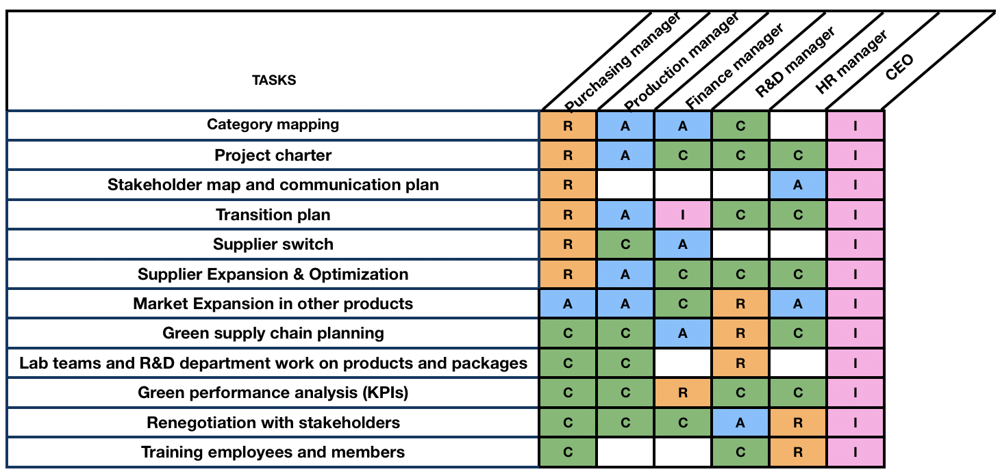 Purchasing manager
Production manager
Finance manager
R&D manager
HR manager
CEO
TASKS
Category mapping R A A C I
Project charter R A C C C I
Stakeholder map and communication plan R A I
Transition plan R A I C C I
Supplier switch R C A I
Supplier Expansion & Optimization R A C C C I
Market Expansion in other products A A C R A I
Green supply chain planning C C A R C I
Lab teams and R&D department work on products and packages C C R I
Green performance analysis (KPIs) C C R C C I
Renegotiation with stakeholders C C C A R I
Training employees and members C C R I